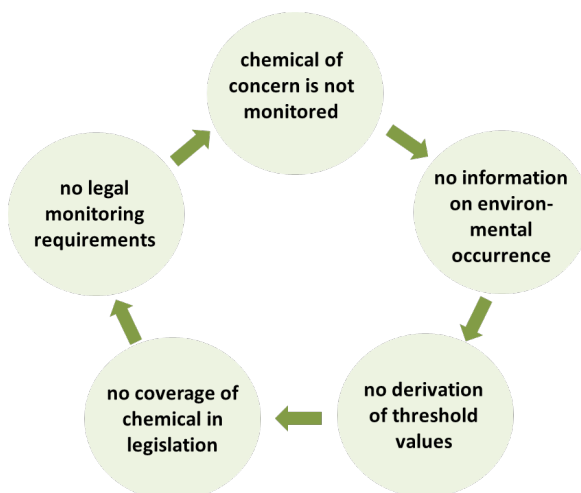 chemical of
concern is not
monitored
no information
on environ-
mental
occurrence
no derivation
of threshold
values
no coverage of
chemical in
legislation
no legal
monitoring
requirements